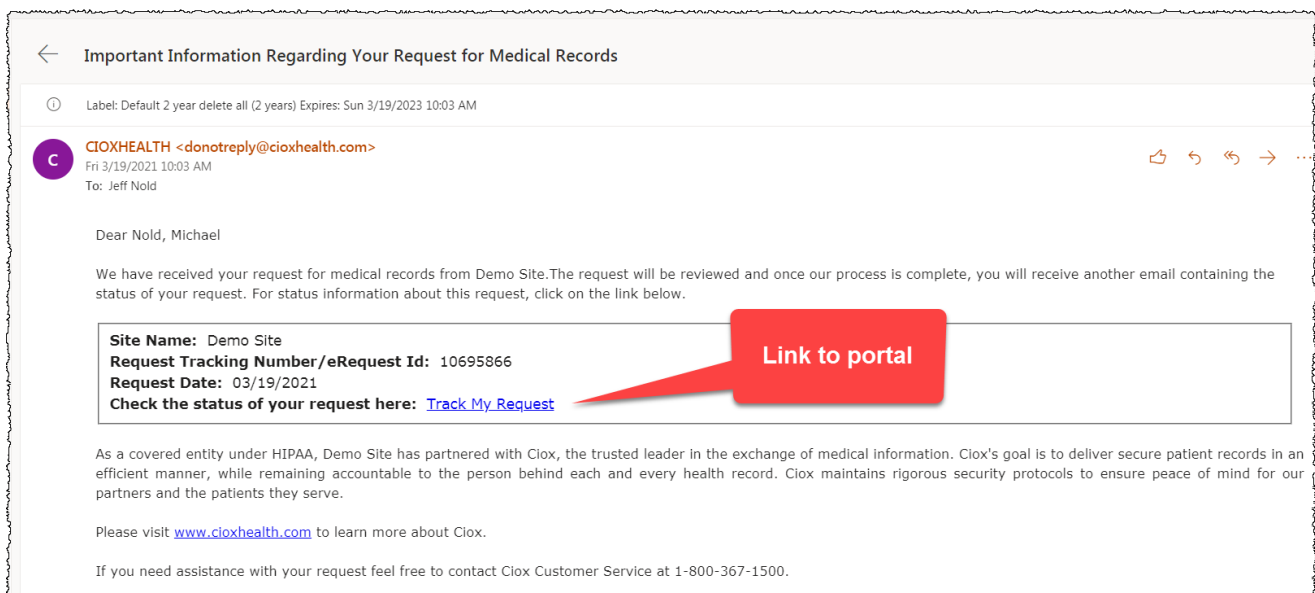 Important Information Regarding Your Request for Medical Records
Label: Default 2 year delete all (2 years) Expires: Sun 3/19/2023 10:03 AM
C
CIOXHEALTH <donotreply@cioxhealth.com>
Fri 3/19/2021 10:03 AM
To: Jeff Nold
Dear Nold, Michael
We have received your request for medical records from Demo Site.The request will be reviewed and once our process is complete, you will receive another email containing the
status of your request. For status information about this request, click on the link below.
Site Name: Demo Site
Request Tracking Number/eRequest Id: 10695866
Request Date: 03/19/2021
Check the status of your request here: Track My Request
Link to portal
As a covered entity under HIPAA, Demo Site has partnered with Ciox, the trusted leader in the exchange of medical information. Ciox's goal is to deliver secure patient records in an
efficient manner, while remaining accountable to the person behind each and every health record. Ciox maintains rigorous security protocols to ensure peace of mind for our
partners and the patients they serve.
Please visit www.cioxhealth.com to learn more about Ciox.
If you need assistance with your request feel free to contact Ciox Customer Service at 1-800-367-1500.